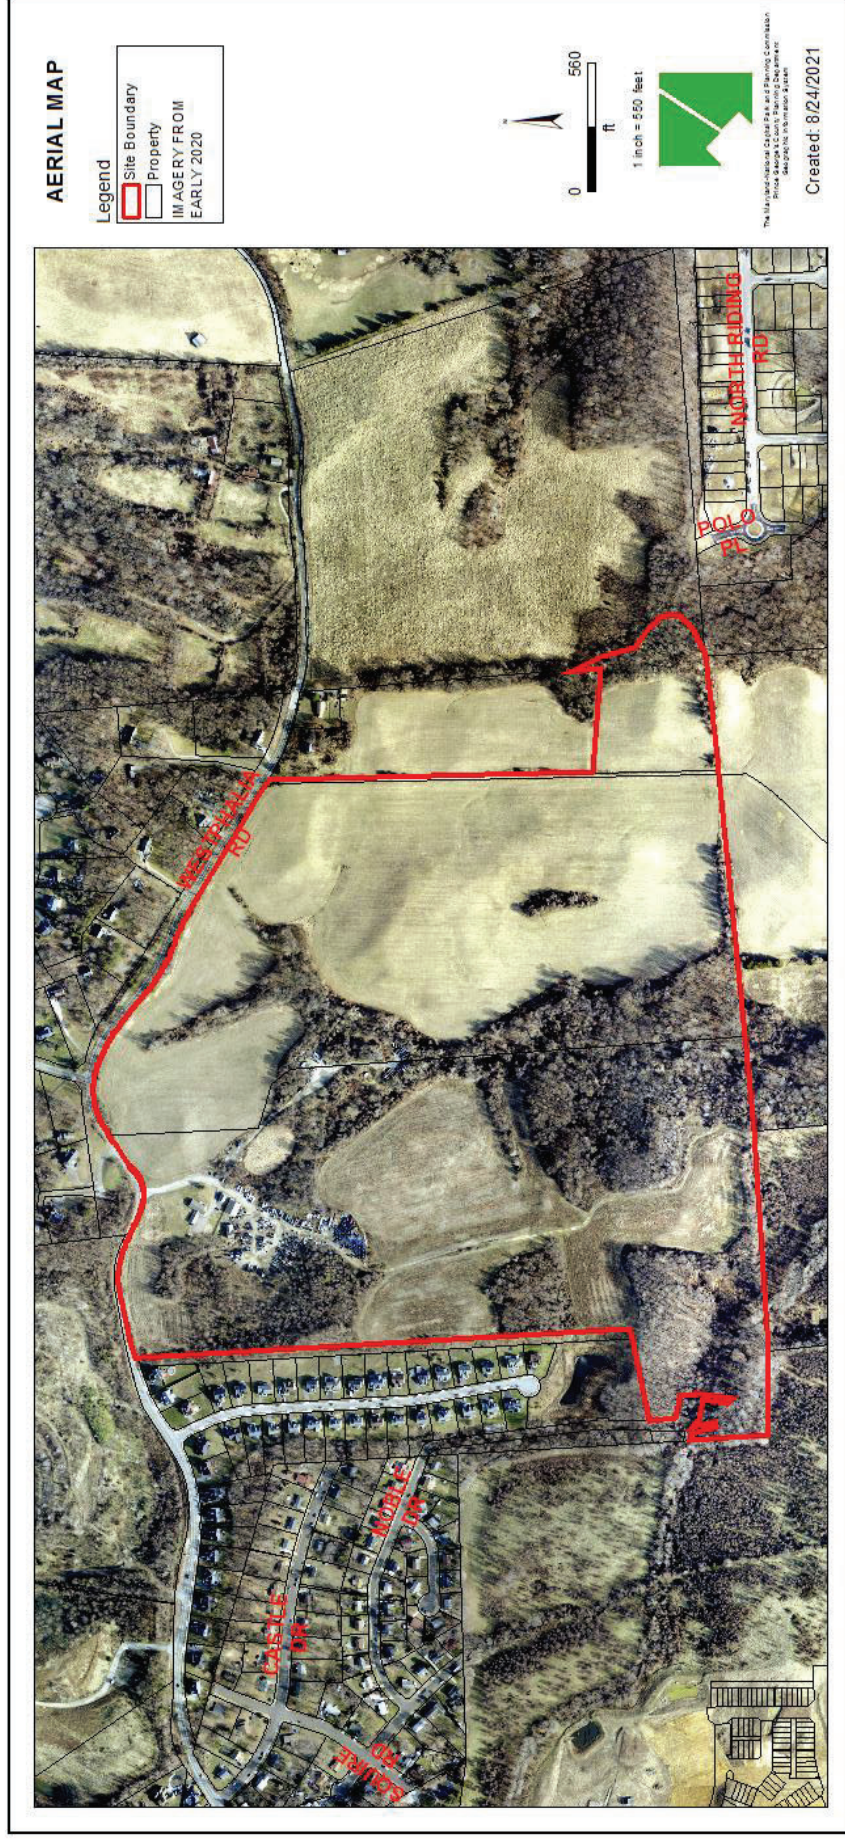 AERIAL MAP
Legend
Site Boundary
Property
IMAGERY FROM
EARLY 2020
N
0
560
ft
1 inch = 550 feet
The Maryland-National Capital Park and Planning Commission
Prince George's County Planning Department
Geographic Information System
Created: 8/24/2021
WESTPHALIA
RD
NORTH RIDING
RD
POLO
PL
CASTLE
DR
NOBLE
DR
SQUIRE
RD